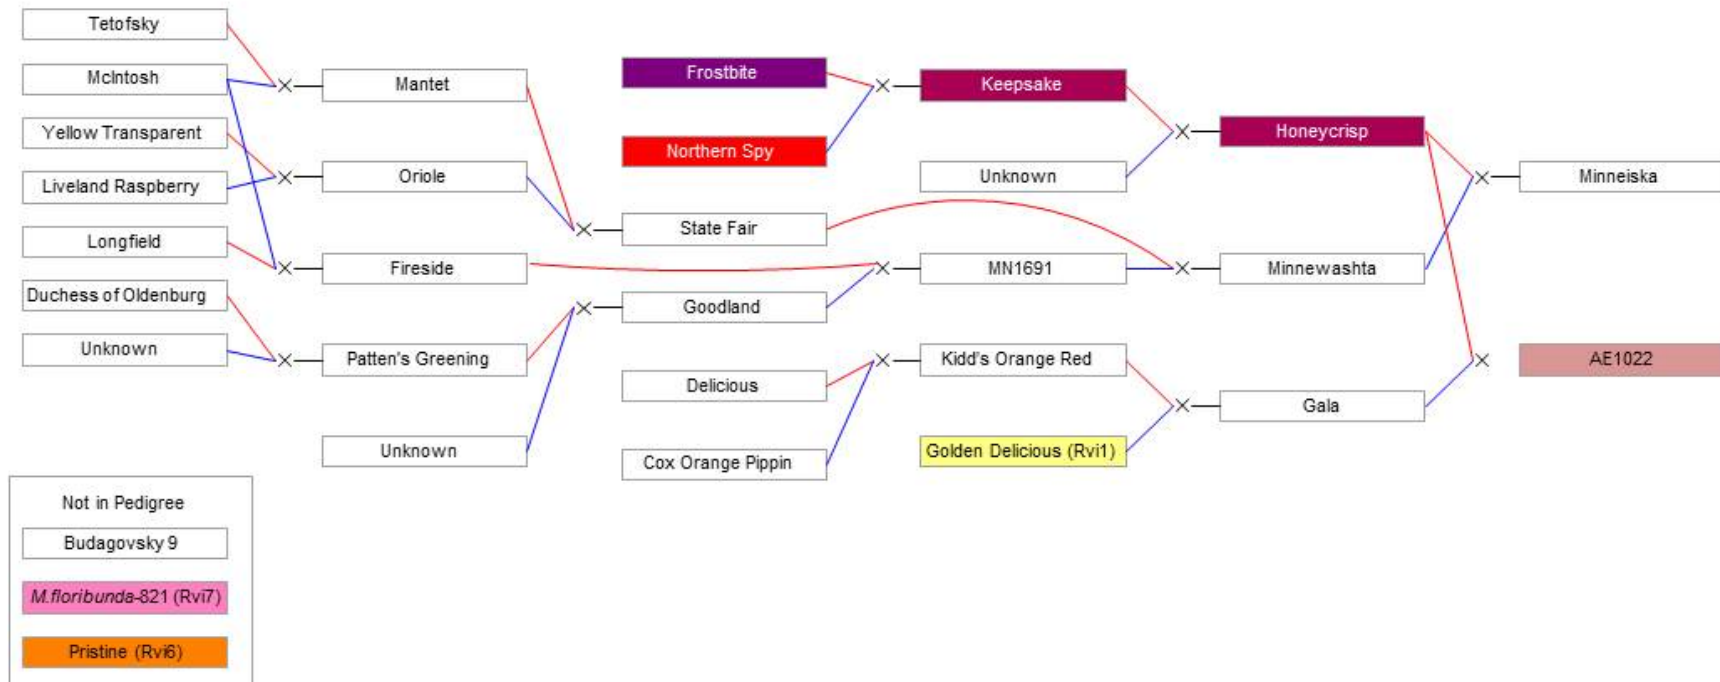 Tetofsky
McIntosh
Yellow Transparent
Liveland Raspberry
Longfield
Duchess of Oldenburg
Unknown
Mantet
Oriole
Fireside
Patten's Greening
Unknown
Frostbite
Northern Spy
State Fair
Goodland
Delicious
Cox Orange Pippin
Keepsake
Unknown
MN1691
Kidd's Orange Red
Golden Delicious (Rvi1)
Honeycrisp
Minnewashta
Gala
Minneiska
AE1022
Not in Pedigree
Budagovsky 9
M.floribunda-821 (Rvi7)
Pristine (Rvi6)